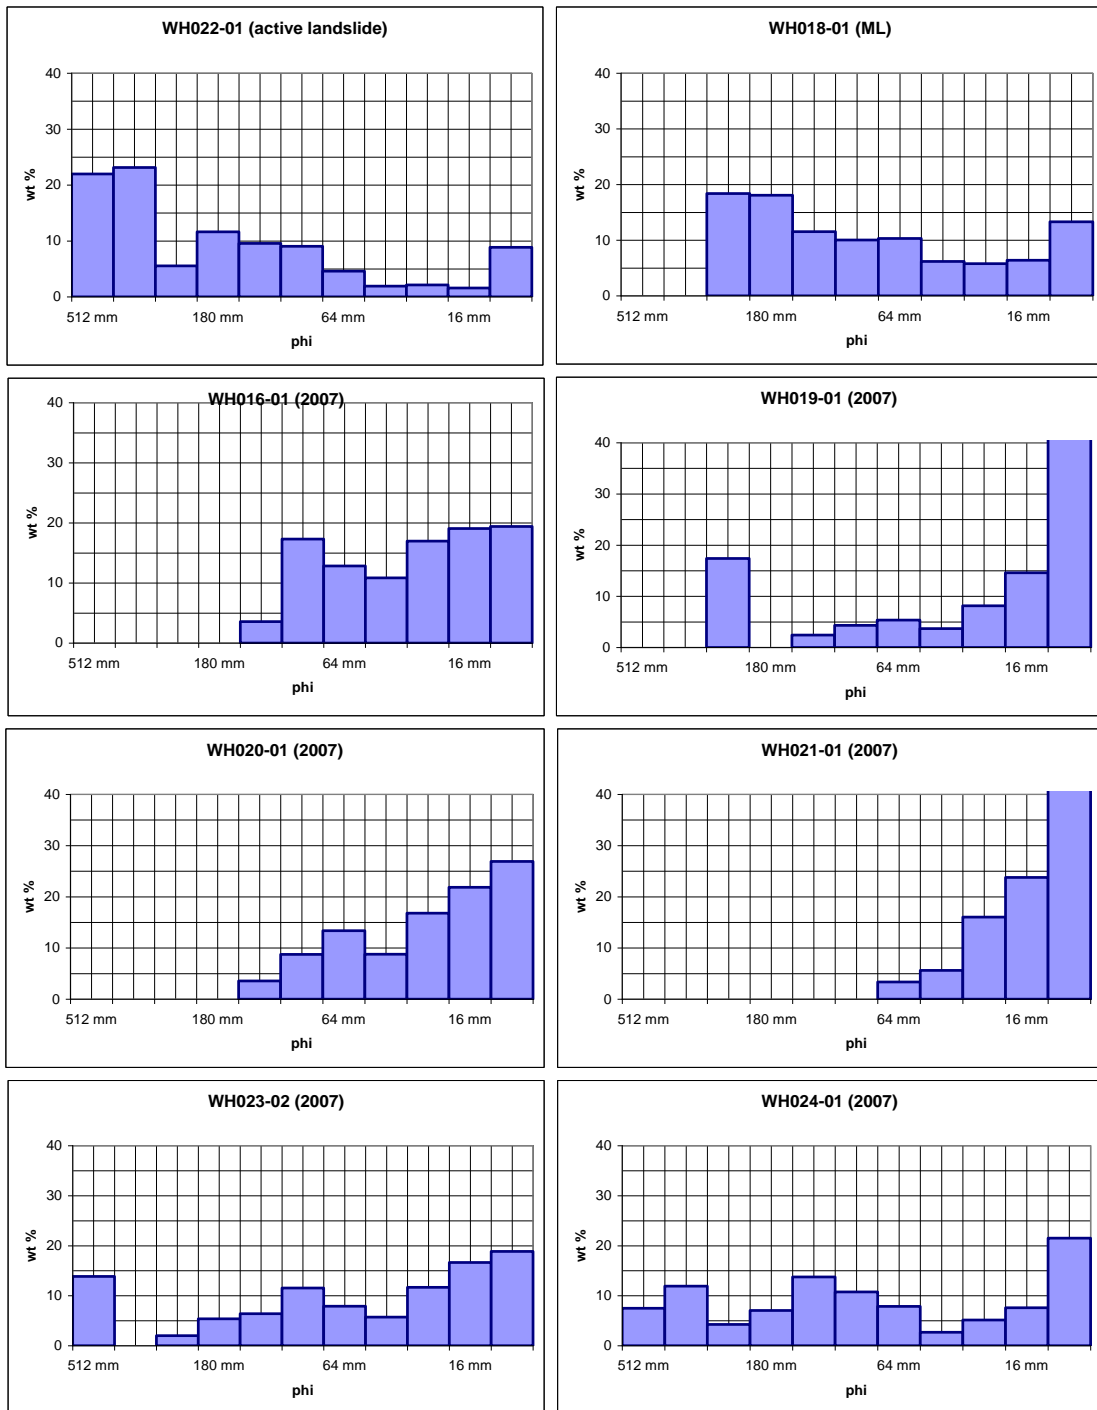 WH022-01 (active landslide)
40
30
20
10
0
wt %
512 mm 180 mm 64 mm 16 mm
phi
WH018-01 (ML)
40
30
20
10
0
wt %
512 mm 180 mm 64 mm 16 mm
phi
WH016-01 (2007)
40
30
20
10
0
wt %
512 mm 180 mm 64 mm 16 mm
phi
WH019-01 (2007)
40
30
20
10
0
wt %
512 mm 180 mm 64 mm 16 mm
phi
WH020-01 (2007)
40
30
20
10
0
wt %
512 mm 180 mm 64 mm 16 mm
phi
WH021-01 (2007)
40
30
20
10
0
wt %
512 mm 180 mm 64 mm 16 mm
phi
WH023-02 (2007)
40
30
20
10
0
wt %
512 mm 180 mm 64 mm 16 mm
phi
WH024-01 (2007)
40
30
20
10
0
wt %
512 mm 180 mm 64 mm 16 mm
phi